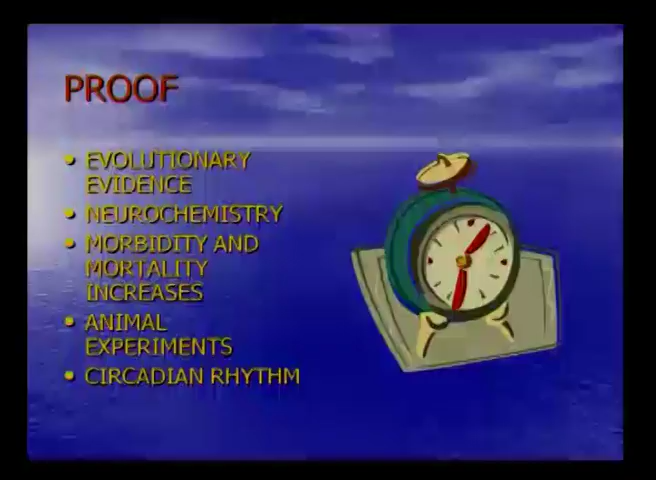 PROOF
• EVOLUTIONARY
EVIDENCE
• NEUROCHEMISTRY
• MORBIDITY AND
MORTALITY
INCREASES
• ANIMAL
EXPERIMENTS
• CIRCADIAN RHYTHM